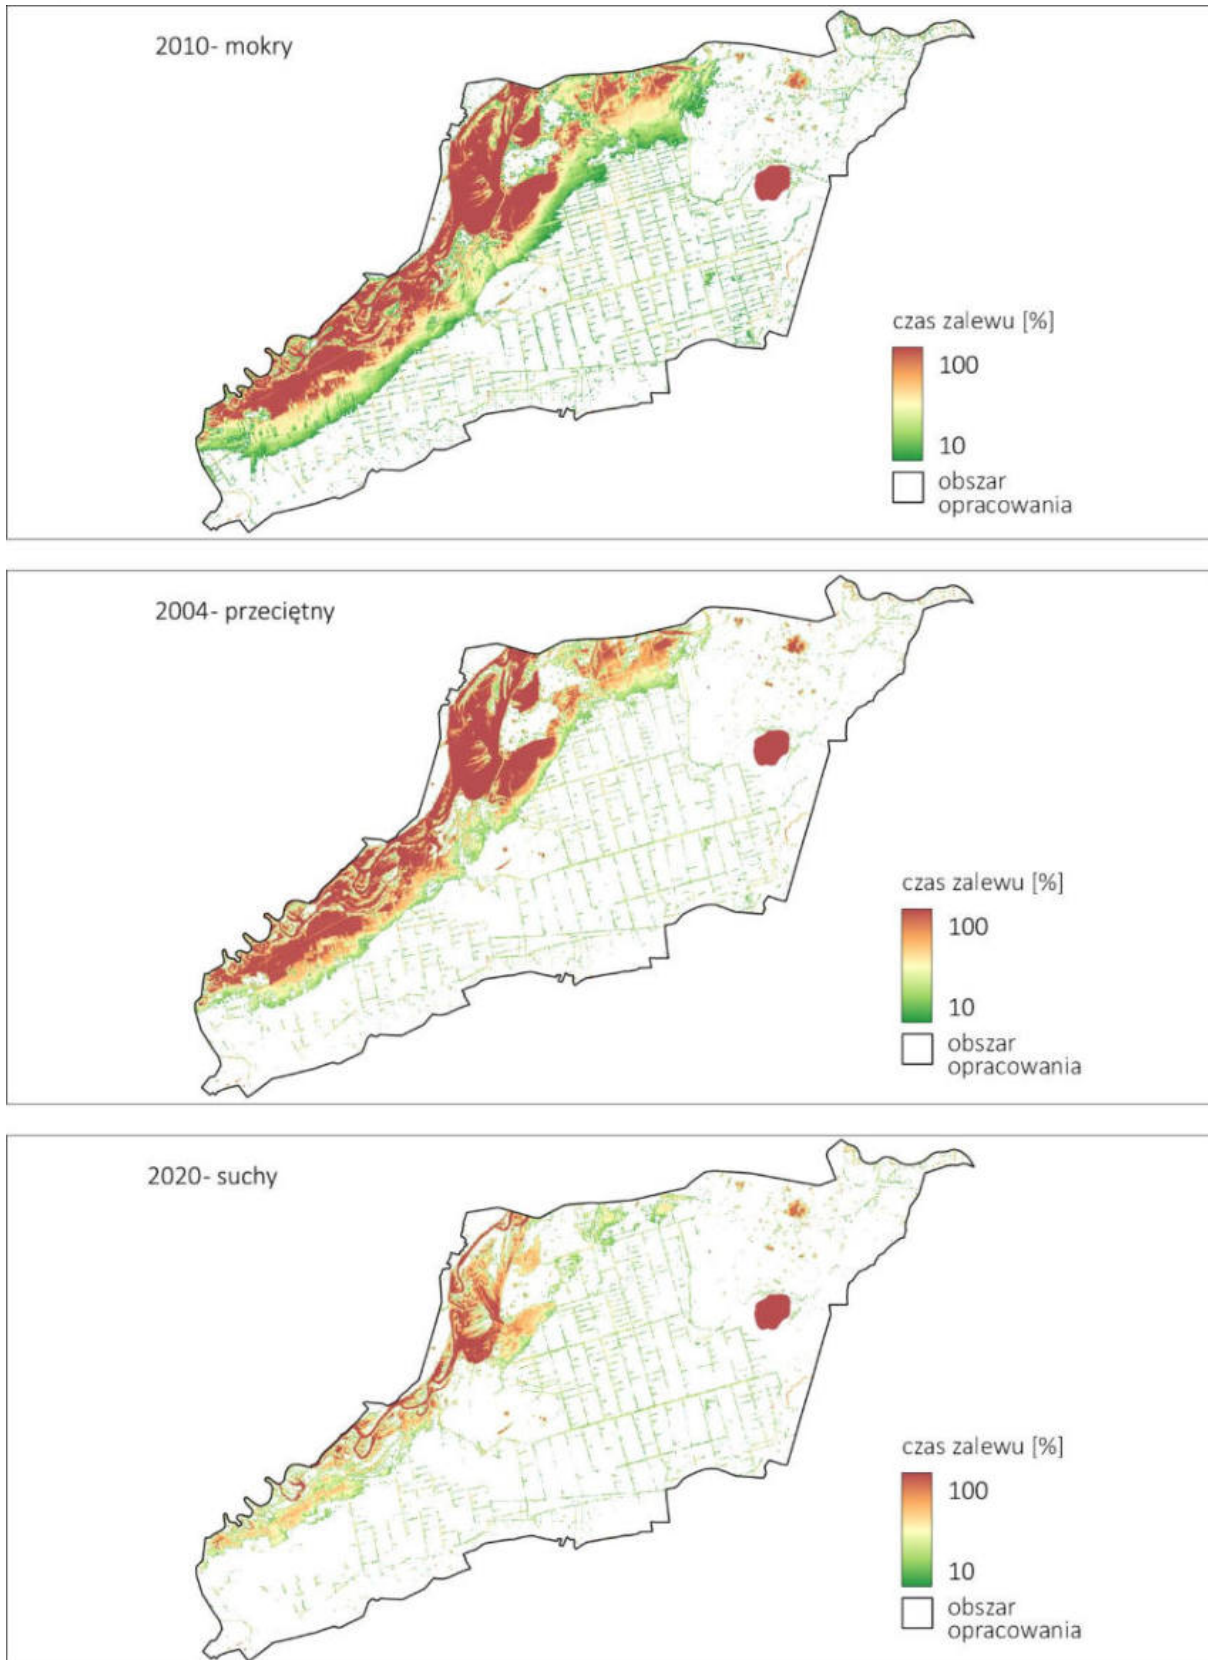 2010- mokry
czas zalewu [%]
100
10
obszar
opracowania
2004- przeciętny
czas zalewu [%]
100
10
obszar
opracowania
2020- suchy
czas zalewu [%]
100
10
obszar
opracowania